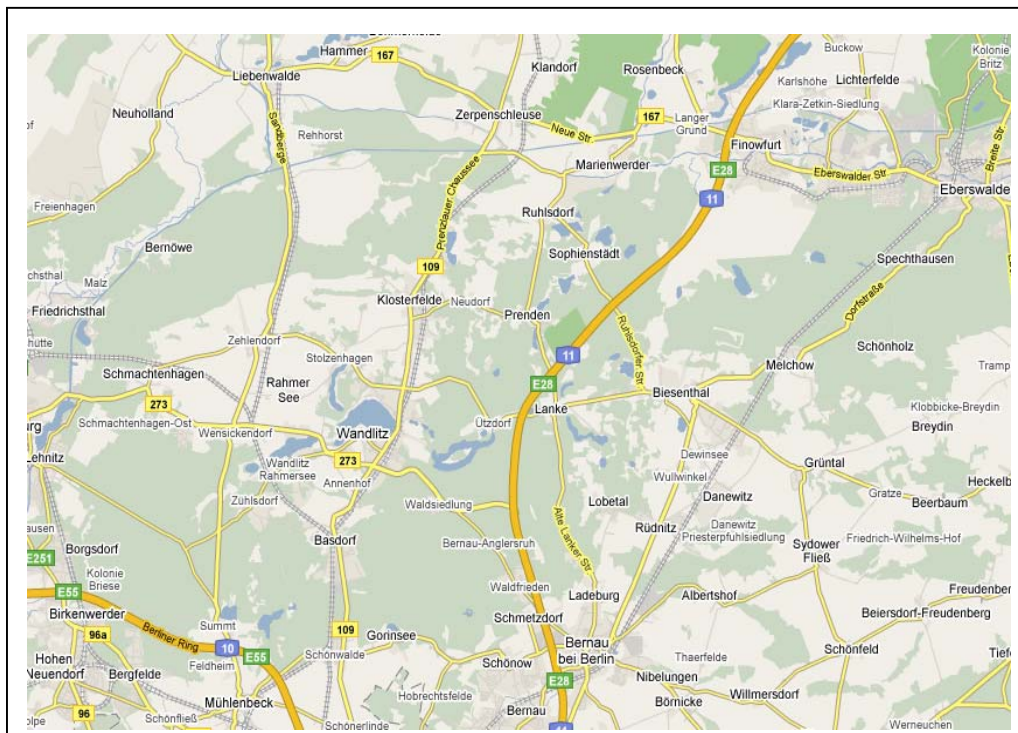 Hammer
167
Liebenwalde
Neuholland
Sandberge
Rehhorst
Klandorf
Zerpenschleuse
Neue Str.
167
Rosenbeck
Langer
Grund
Marienwerder
Buckow
Karlshöhe
Lichterfelde
Klara-Zetkin-Siedlung
Kolonie
Britz
Finowfurt
Eberswalder Str
Breite Str
Eberswalde
E28
11
Freienhagen
Bernöwe
Malz
Friedrichsthal
Prenzlauer Chaussee
109
Ruhlsdorf
Sophienstädt
Spechthausen
Dorfstraße
Klosterfelde
Neudorf
Prenden
Ruhlsdorfer Str
Zehlendorf
Stolzenhagen
11
E28
Melchow
Schönholz
Schmachtenhagen
Rahmer
See
273
Schmachtenhagen-Ost
Wensickendorf
Lehnitz
Wandlitz
Ützdorf
Lanke
Biesenthal
Klobbicke-Breydin
Breydin
Wandlitz
Rahmersee
273
Annenhof
Dewinsee
Wullwinkel
Grüntal
Zühlsdorf
Waldsiedlung
Lobetal
Danewitz
Gratze
Beerbaum
Basdorf
Bernau-Anglersruh
Alte Lanker Str
Rüdnitz
Danewitz
Priesterpfuhlsiedlung
Sydower
Fließ
Friedrich-Wilhelms-Hof
Borgsdorf
E251
Kolonie
Briese
E55
Birkenwerder
96a
Berliner Ring
Summt
10
E55
Feldheim
Waldfrieden
Ladeburg
Albertshof
Schmetzdorf
Beiersdorf-Freudenberg
109
Gorinsee
Schönwalde
Schönow
Bernau
bei Berlin
Thaerfelde
Schönfeld
Hohen
Neuendorf
Bergfelde
96
Schönfließ
Mühlenbeck
Schönerlinde
Hobrechtsfelde
E28
Bernau
Nibelungen
Börnicke
Willmersdorf
Werneuchen